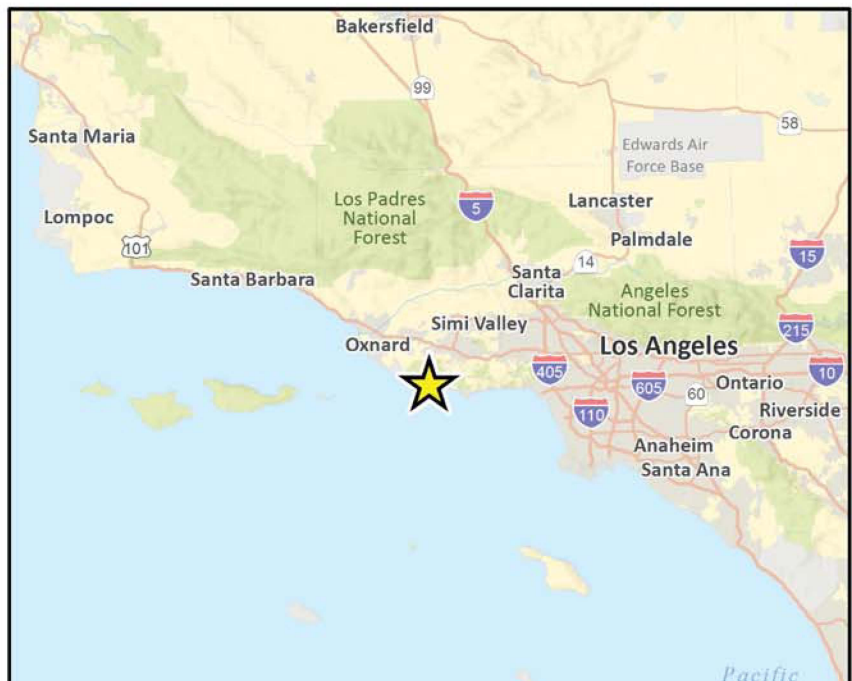 Bakersfield
99
58
Santa Maria
Edwards Air
Force Base
Los Padres
National
Forest
5
Lancaster
Lompoc
101
Palmdale
15
14
Santa Barbara
Santa
Clarita
Angeles
National Forest
Simi Valley
215
Oxnard
Los Angeles
405
10
605
Ontario
60
110
Riverside
Corona
Anaheim
Santa Ana
Pacific